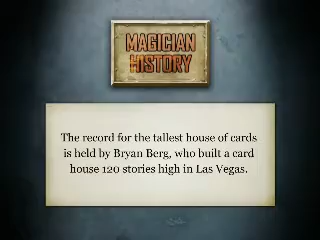 MAGICIAN
HISTORY
The record for the tallest house of cards
is held by Bryan Berg, who built a card
house 120 stories high in Las Vegas.